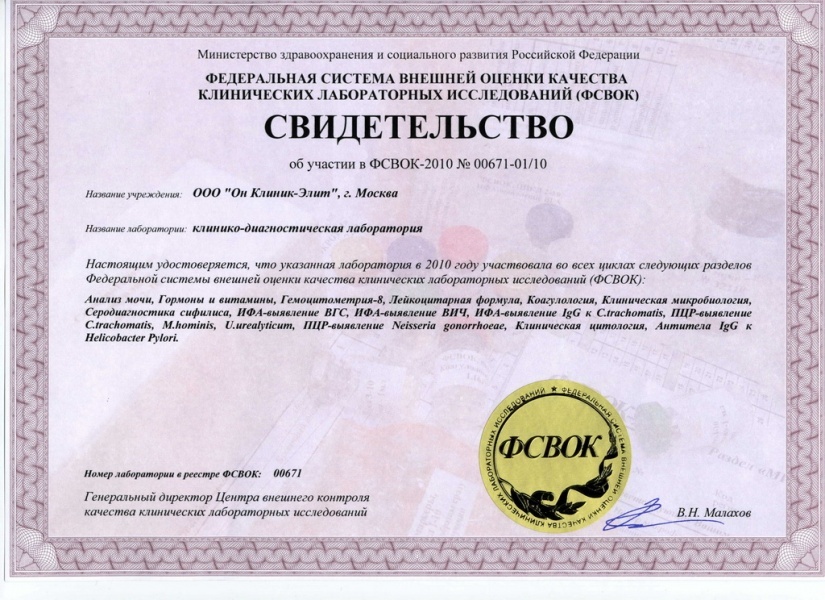 Министерство здравоохранения и социального развития Российской Федерации
ФЕДЕРАЛЬНАЯ СИСТЕМА ВНЕШНЕЙ ОЦЕНКИ КАЧЕСТВА
КЛИНИЧЕСКИХ ЛАБОРАТОРНЫХ ИССЛЕДОВАНИЙ (ФСВОК)
СВИДЕТЕЛЬСТВО
об участии в ФСВОК-2010 № 00671-01/10
Название учреждения: ООО "Он Клиник-Элит", г. Москва
Название лаборатории: клинико-диагностическая лаборатория
Настоящим удостоверяется, что указанная лаборатория в 2010 году участвовала во всех циклах следующих разделов
Федеральной системы внешней оценки качества клинических лабораторных исследований (ФСВОК):
Анализ мочи, Гормоны и витамины, Гемоцитометрия-8, Лейкоцитарная формула, Коагулология, Клиническая микробиология,
Серодиагностика сифилиса, ИФА-выявление ВГС, ИФА-выявление ВИЧ, ИФА-выявление IgG к C.trachomatis, ПЦР-выявление
C.trachomatis, M.hominis, U.urealyticum, ПЦР-выявление Neisseria gonorrhoeae, Клиническая цитология, Антитела IgG к
Helicobacter Pylori.
ФЕДЕРАЛЬНАЯ СИСТЕМА ВНЕШНЕЙ ОЦЕНКИ КАЧЕСТВА КЛИНИЧЕСКИХ ЛАБОРАТОРНЫХ ИССЛЕДОВАНИЙ
ФСВОК
Номер лаборатории в реестре ФСВОК: 00671
Генеральный директор Центра внешнего контроля
качества клинических лабораторных исследований
В.Н. Малахов